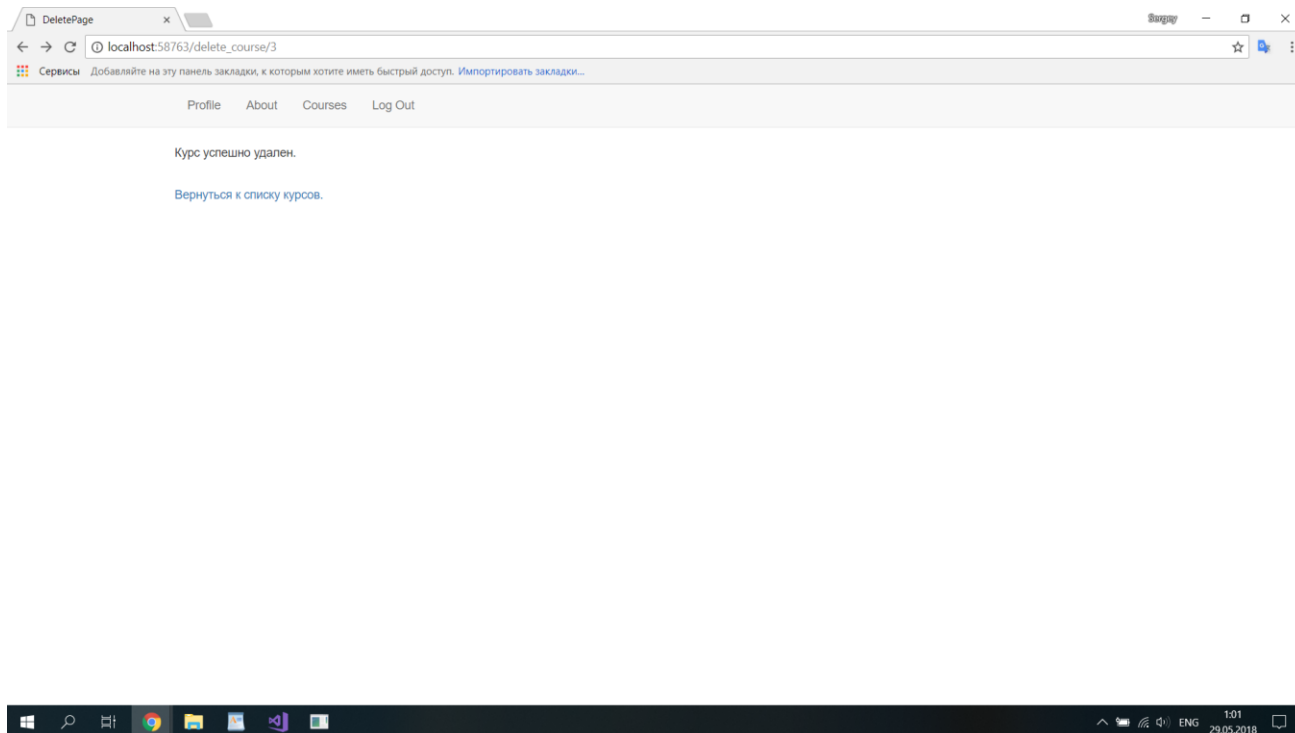 DeletePage
Sergey
localhost:58763/delete_course/3
Сервисы Добавляйте на эту панель закладки, к которым хотите иметь быстрый доступ. Импортировать закладки...
Profile About Courses Log Out
Курс успешно удален.
Вернуться к списку курсов.
ENG
1:01
29.05.2018